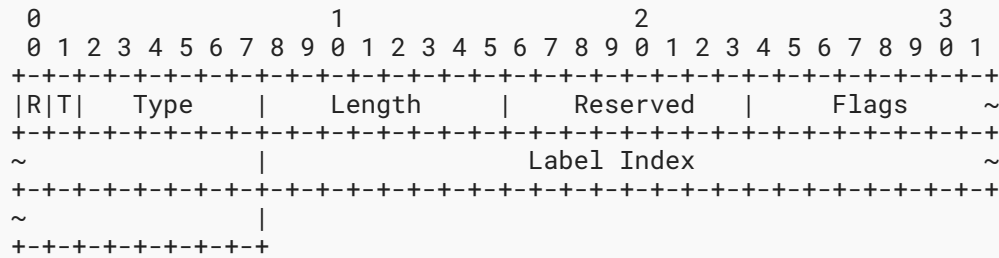 0                   1                   2                   3
 0 1 2 3 4 5 6 7 8 9 0 1 2 3 4 5 6 7 8 9 0 1 2 3 4 5 6 7 8 9 0 1
+-+-+-+-+-+-+-+-+-+-+-+-+-+-+-+-+-+-+-+-+-+-+-+-+-+-+-+-+-+-+-+-+
|R|T|   Type    |    Length     |    Reserved   |     Flags     ~
+-+-+-+-+-+-+-+-+-+-+-+-+-+-+-+-+-+-+-+-+-+-+-+-+-+-+-+-+-+-+-+-+
~               |                 Label Index                   ~
+-+-+-+-+-+-+-+-+-+-+-+-+-+-+-+-+-+-+-+-+-+-+-+-+-+-+-+-+-+-+-+-+
~               |
+-+-+-+-+-+-+-+-+